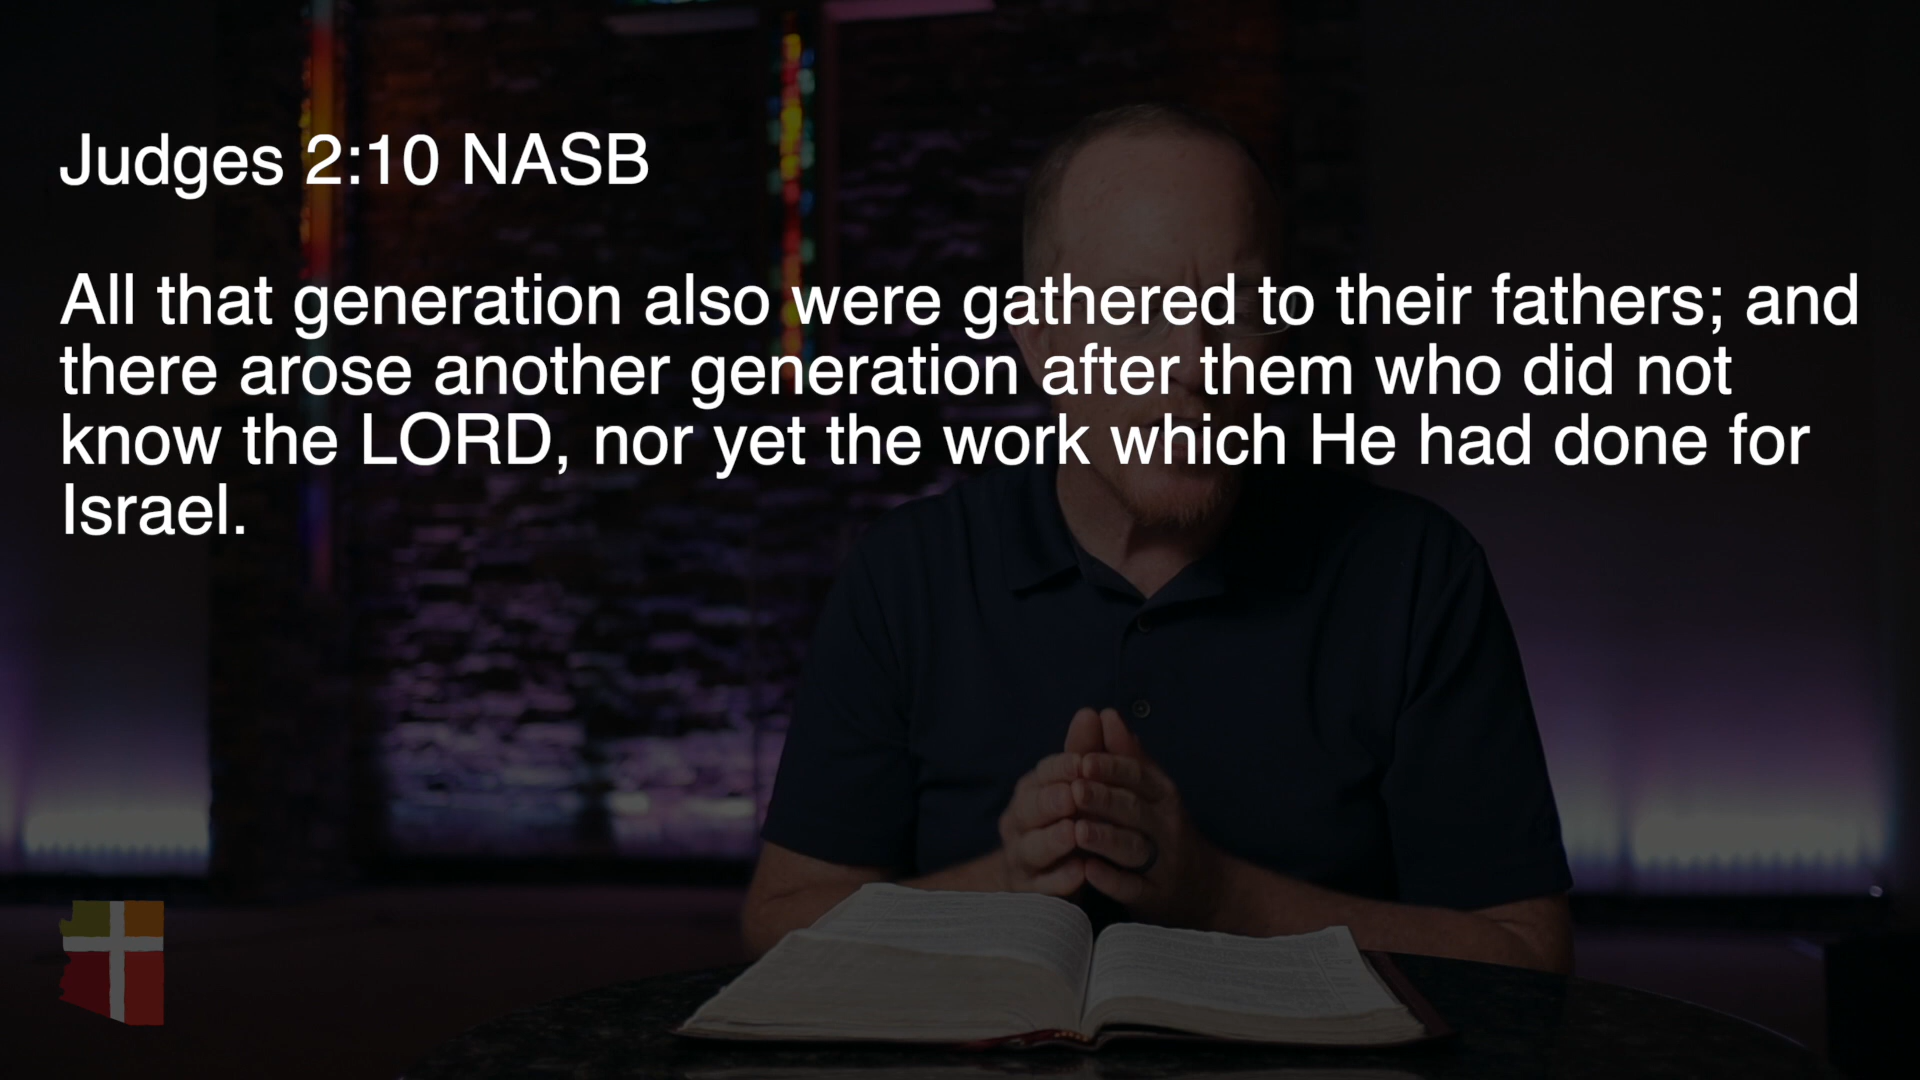 Judges 2:10 NASB
All that generation also were gathered to their fathers; and
there arose another generation after them who did not
know the LORD, nor yet the work which He had done for
Israel.